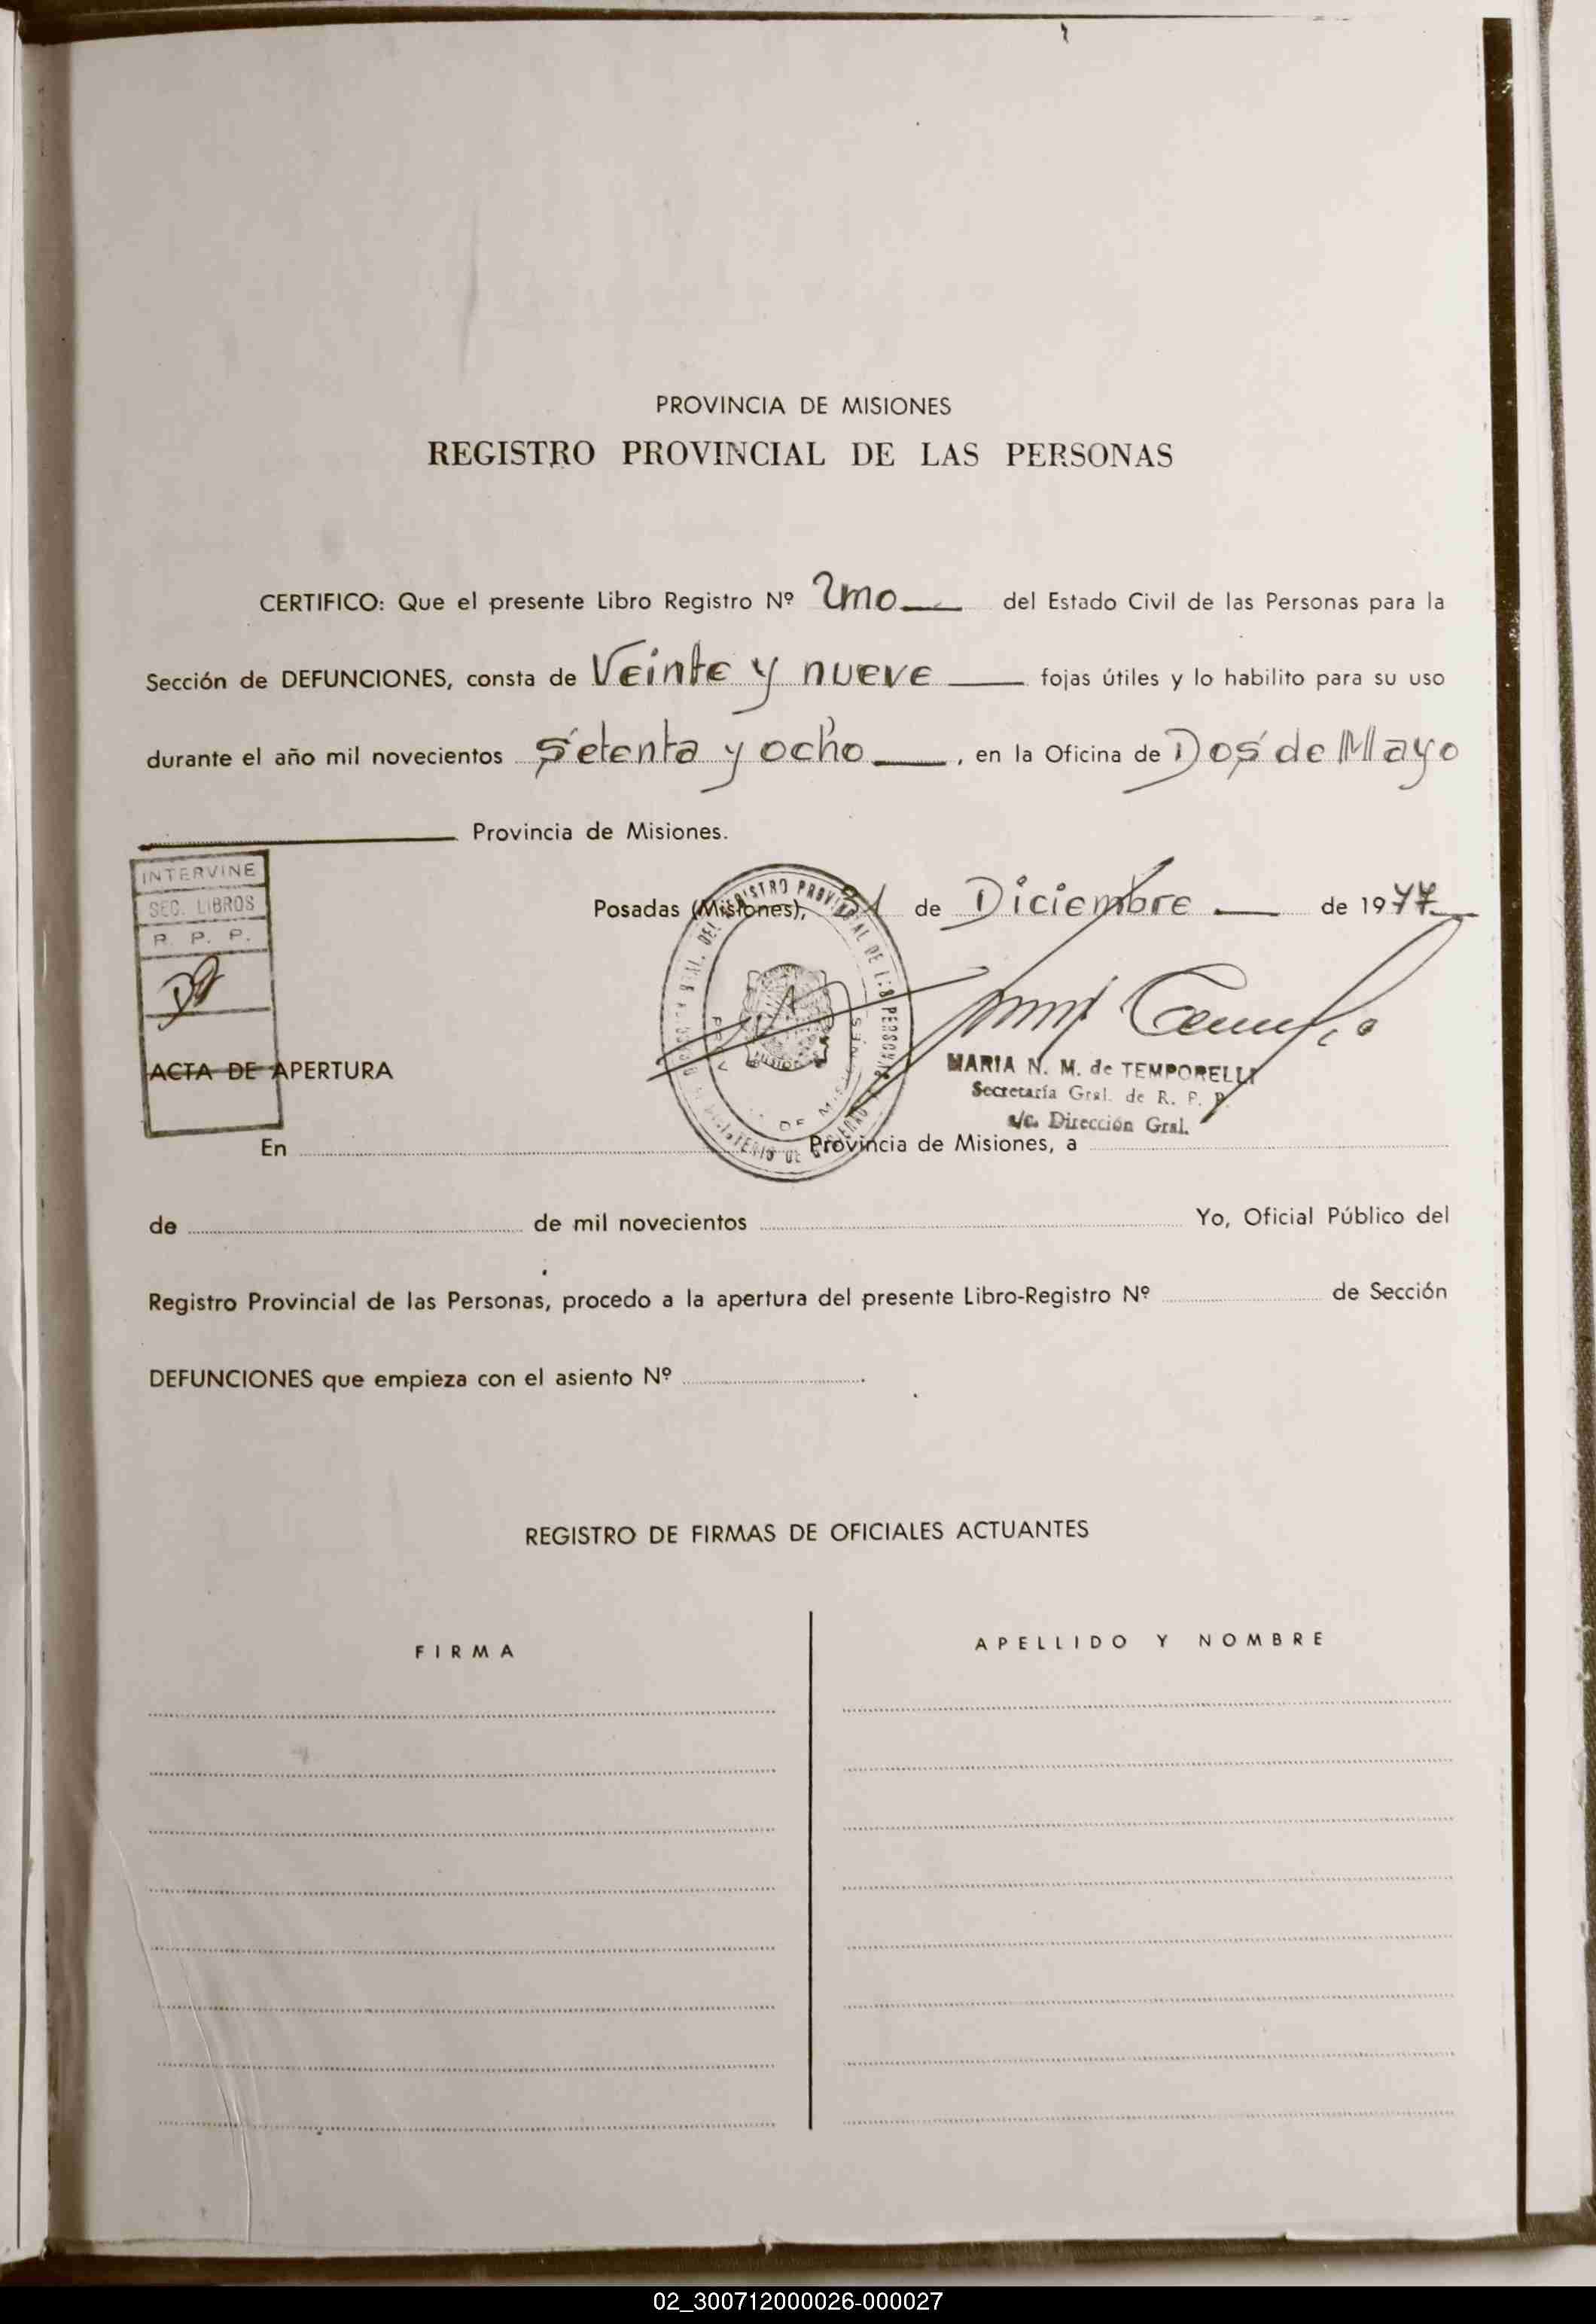 PROVINCIA DE MISIONES
REGISTRO PROVINCIAL DE LAS PERSONAS
CERTIFICO: Que el presente Libro Registro Nº Uno del Estado Civil de las Personas para la
Sección de DEFUNCIONES, consta de Veinte y nueve fojas útiles y lo habilito para su uso
durante el año mil novecientos Setenta y ocho, en la Oficina de Dos de Mayo
Provincia de Misiones.
INTERVINE
SEC. LIBROS
R. P. P.
Posadas (Misiones), 31 de Diciembre de 1977
MARIA N. M. de TEMPORELLI
Secretaría Gral. de R. P. P.
a/c. Dirección Gral.
ACTA DE APERTURA
En Provincia de Misiones, a
de de mil novecientos Yo, Oficial Público del
Registro Provincial de las Personas, procedo a la apertura del presente Libro-Registro Nº de Sección
DEFUNCIONES que empieza con el asiento Nº .
REGISTRO DE FIRMAS DE OFICIALES ACTUANTES
FIRMA APELLIDO Y NOMBRE
02_300712000026-000027